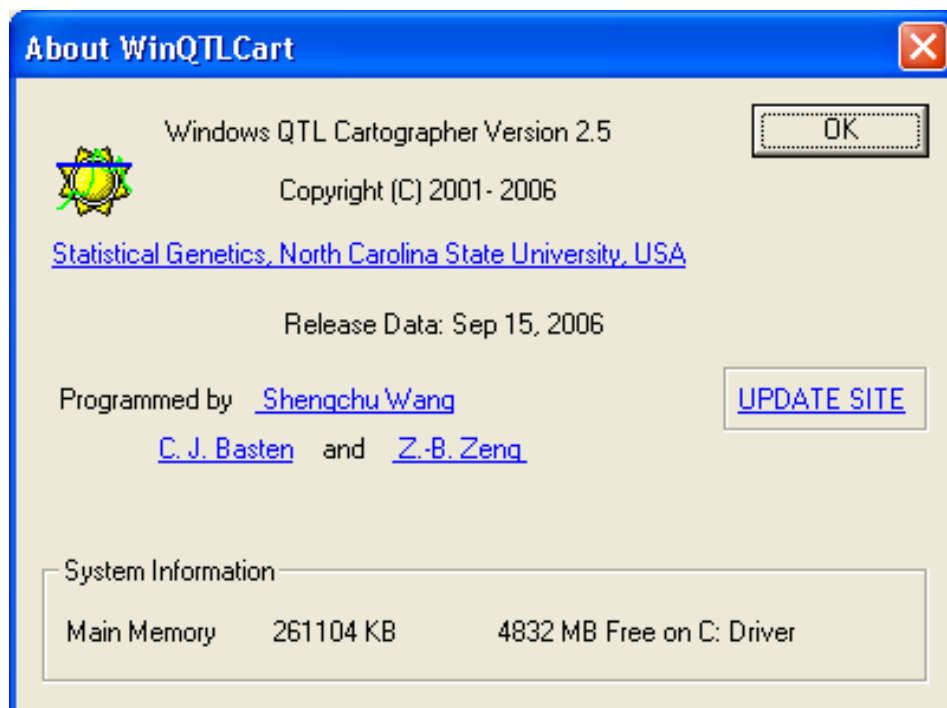 About WinQTLCart
Windows QTL Cartographer Version 2.5
OK
Copyright (C) 2001- 2006
Statistical Genetics, North Carolina State University, USA
Release Data: Sep 15, 2006
Programmed by Shengchu Wang
UPDATE SITE
C. J. Basten and Z.-B. Zeng
System Information
Main Memory 261104 KB 4832 MB Free on C: Driver